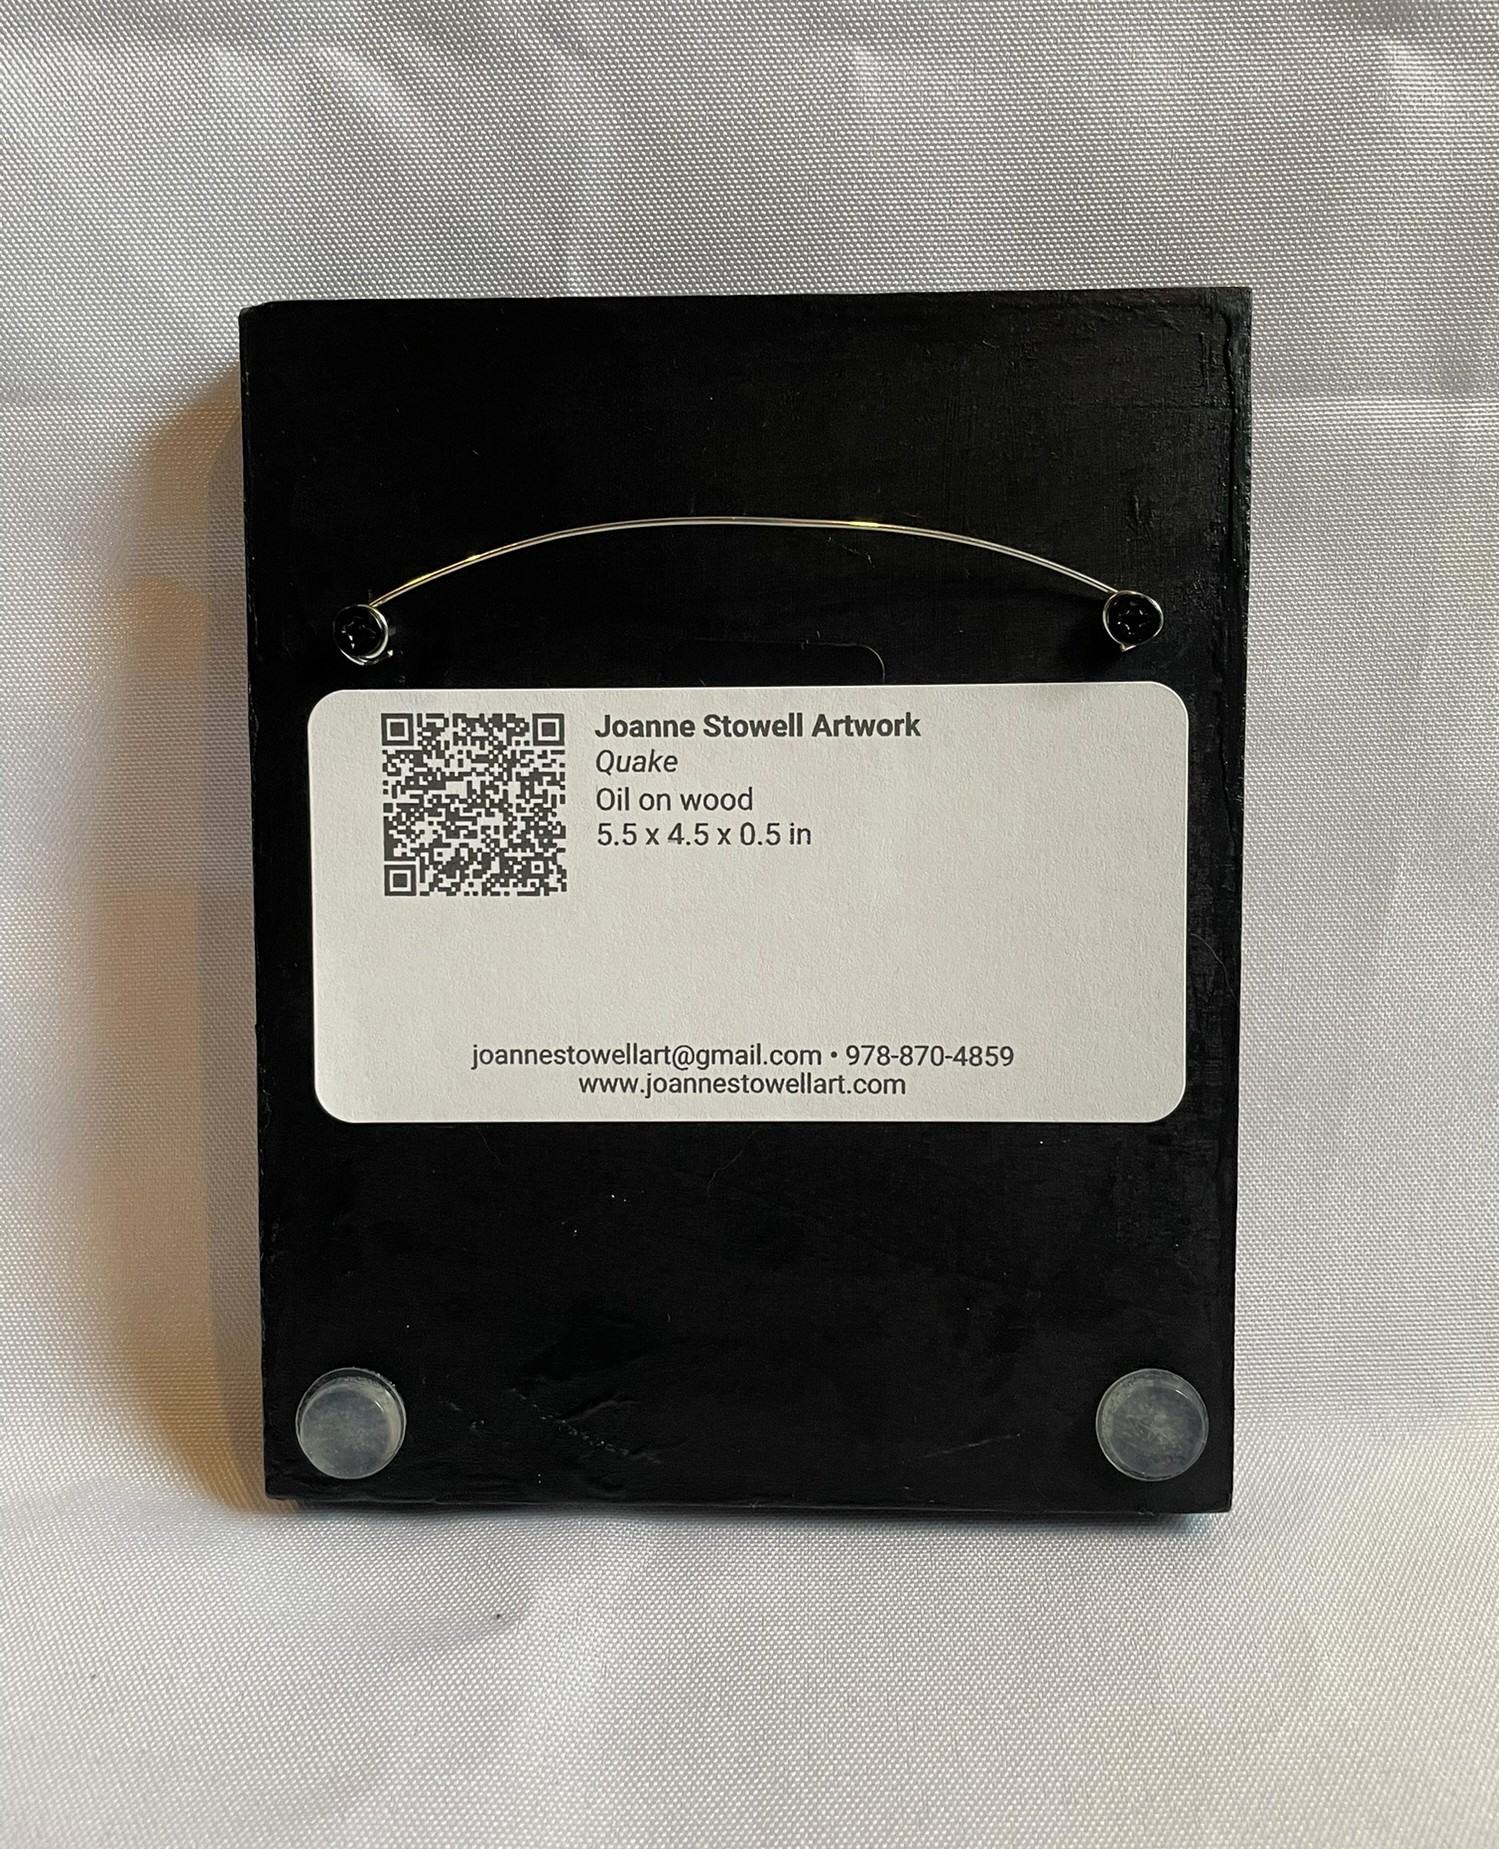 Joanne Stowell Artwork
Quake
Oil on wood
5.5 x 4.5 x 0.5 in
joannestowellart@gmail.com • 978-870-4859
www.joannestowellart.com